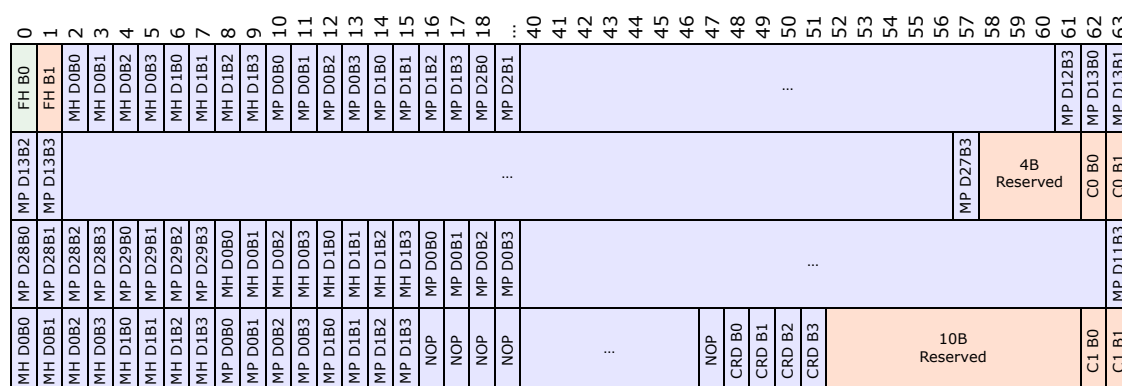 0 1 2 3 4 5 6 7 8 9 10 11 12 13 14 15 16 17 18 ... 40 41 42 43 44 45 46 47 48 49 50 51 52 53 54 55 56 57 58 59 60 61 62 63
FH B0 FH B1 MH D0B0 MH D0B1 MH D0B2 MH D0B3 MH D1B0 MH D1B1 MH D1B2 MH D1B3 MP D0B0 MP D0B1 MP D0B2 MP D0B3 MP D1B0 MP D1B1 MP D1B2 MP D1B3 MP D2B0 MP D2B1 ... MP D12B3 MP D13B0 MP D13B1
MP D13B2 MP D13B3 ... MP D27B3 4B Reserved C0 B0 C0 B1
MP D28B0 MP D28B1 MP D28B2 MP D28B3 MP D29B0 MP D29B1 MP D29B2 MP D29B3 MH D0B0 MH D0B1 MH D0B2 MH D0B3 MH D1B0 MH D1B1 MH D1B2 MH D1B3 MP D0B0 MP D0B1 MP D0B2 MP D0B3 ... MP D11B3
MH D0B0 MH D0B1 MH D0B2 MH D0B3 MH D1B0 MH D1B1 MH D1B2 MH D1B3 MP D0B0 MP D0B1 MP D0B2 MP D0B3 MP D1B0 MP D1B1 MP D1B2 MP D1B3 NOP NOP NOP NOP ... NOP CRD B0 CRD B1 CRD B2 CRD B3 10B Reserved C1 B0 C1 B1